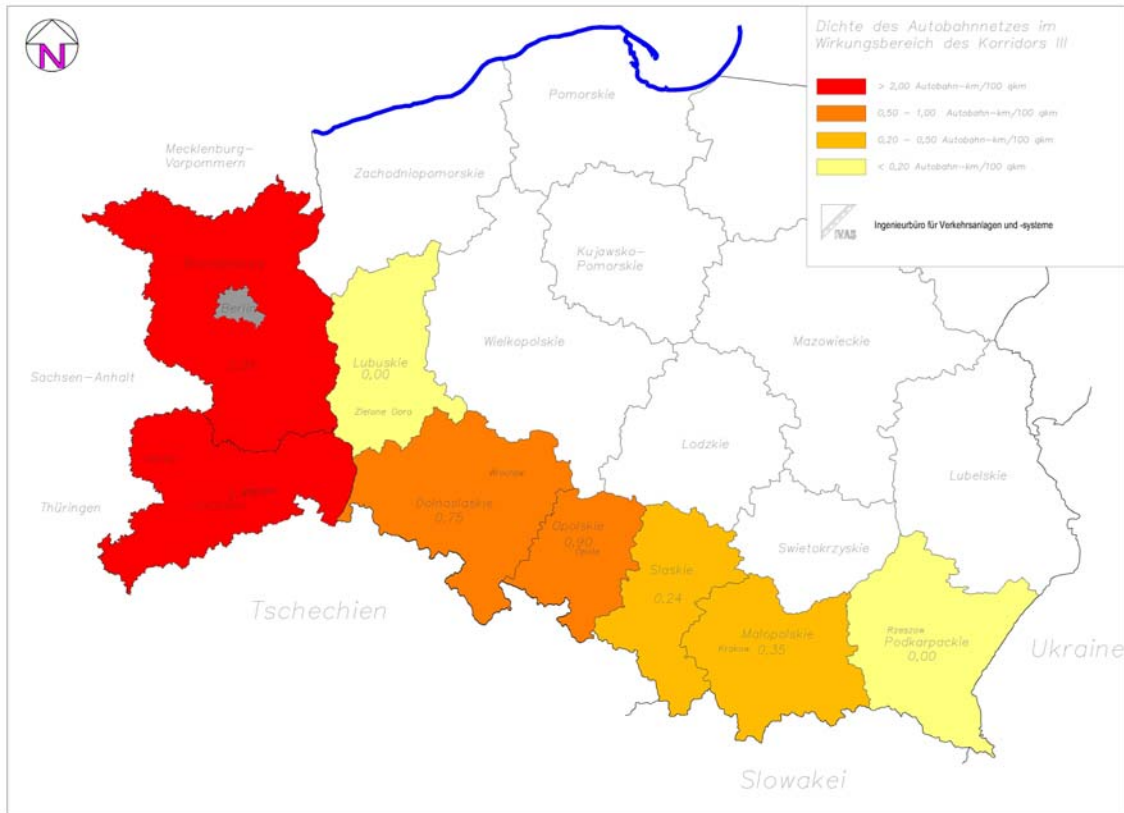 N
Dichte des Autobahnnetzes im
Wirkungsbereich des Korridors III
> 2,00 Autobahn-km/100 qkm
0,50 - 1,00 Autobahn-km/100 qkm
0,20 - 0,50 Autobahn-km/100 qkm
< 0,20 Autobahn-km/100 qkm
IVAS
Ingenieurbüro für Verkehrsanlagen und -systeme
Pomorskie
Mecklenburg-
Vorpommern
Zachodniopomorskie
Kujawsko-
Pomorskie
Berlin
Wielkopolskie
Mazowieckie
Lubuskie
0,00
Sachsen-Anhalt
Zielone Gora
Lodzkie
Wroclaw
Lubelskie
Dolnoslaskie
0,75
Thüringen
Opolskie
0,90
Opole
Swietokrzyskie
Slaskie
0,24
Tschechien
Malopolskie
Krakow
0,35
Rzeszow
Podkarpackie
0,00
Ukraine
Slowakei